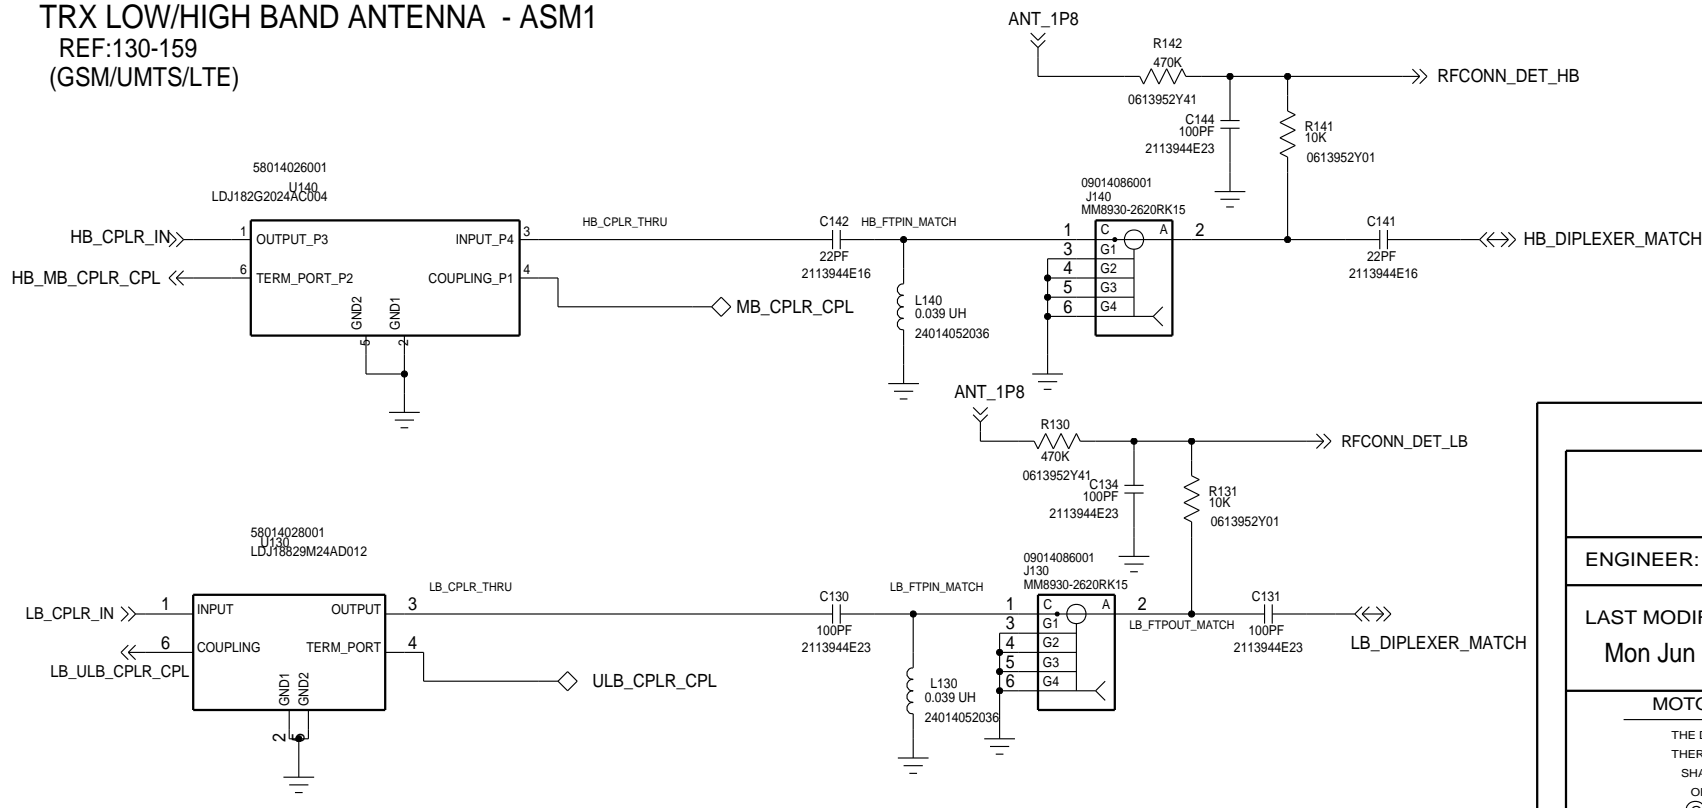 TRX LOW/HIGH BAND ANTENNA - ASM1
REF:130-159
(GSM/UMTS/LTE)
ANT_1P8
R142
470K
0613952Y41
RFCONN_DET_HB
C144
100PF
2113944E23
R141
10K
0613952Y01
58014026001
U140
LDJ182G2024AC004
HB_CPLR_IN
1
OUTPUT_P3
INPUT_P4
3
HB_MB_CPLR_CPL
6
TERM_PORT_P2
COUPLING_P1
4
GND2
GND1
5
2
HB_CPLR_THRU
MB_CPLR_CPL
C142
22PF
2113944E16
HB_FTPIN_MATCH
L140
0.039 UH
24014052036
09014086001
J140
MM8930-2620RK15
1
C
A
2
3
G1
4
G2
5
G3
6
G4
C141
22PF
2113944E16
HB_DIPLEXER_MATCH
ANT_1P8
R130
470K
0613952Y41
RFCONN_DET_LB
C134
100PF
2113944E23
R131
10K
0613952Y01
58014028001
U130
LDJ18829M24AD012
LB_CPLR_IN
1
INPUT
OUTPUT
3
LB_ULB_CPLR_CPL
6
COUPLING
TERM_PORT
4
GND1
GND2
2
LB_CPLR_THRU
ULB_CPLR_CPL
C130
100PF
2113944E23
LB_FTPIN_MATCH
L130
0.039 UH
24014052036
09014086001
J130
MM8930-2620RK15
1
C
A
2
3
G1
4
G2
5
G3
6
G4
LB_FTPOUT_MATCH
C131
100PF
2113944E23
LB_DIPLEXER_MATCH
ENGINEER:
LAST MODIF
Mon Jun
MOTO
THE D
THER
SHA